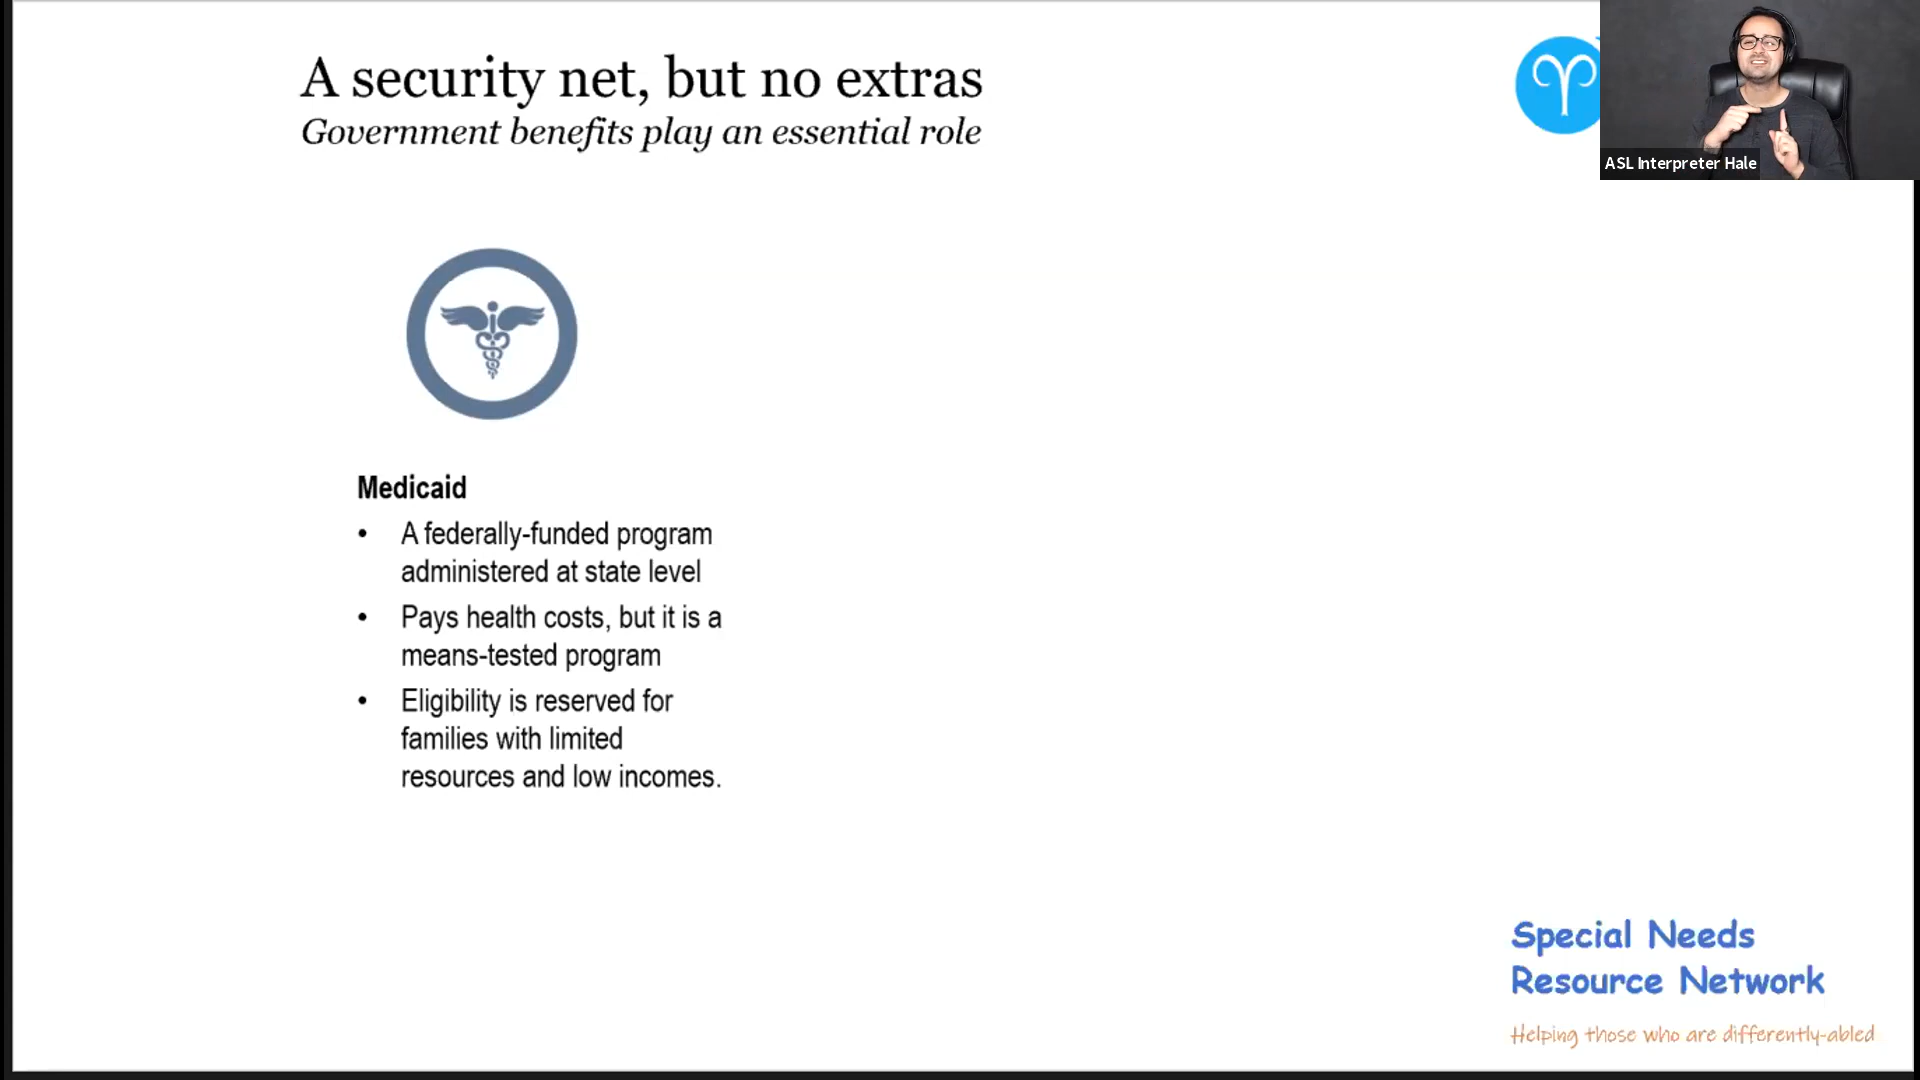 A security net, but no extras
Government benefits play an essential role
ASL Interpreter Hale
Medicaid
• A federally-funded program
administered at state level
• Pays health costs, but it is a
means-tested program
• Eligibility is reserved for
families with limited
resources and low incomes.
Special Needs
Resource Network
Helping those who are differently-abled